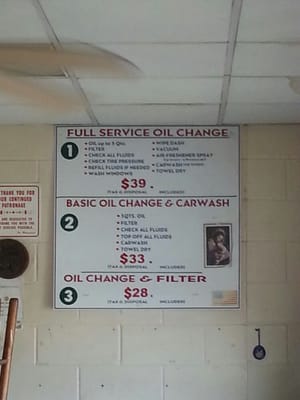 FULL SERVICE OIL CHANGE
1
• OIL up to 5 Qts.
• FILTER
• CHECK ALL FLUIDS
• CHECK TIRE PRESSURE
• REFILL FLUIDS IF NEEDED
• WASH WINDOWS
• WIPE DASH
• VACUUM
• AIR FRESHENER SPRAY
• CARWASH
• TOWEL DRY
$39.
(TAX & DISPOSAL INCLUDED)
BASIC OIL CHANGE & CARWASH
2
• 5QTS. OIL
• FILTER
• CHECK ALL FLUIDS
• TOP OFF ALL FLUIDS
• CARWASH
• TOWEL DRY
$33.
(TAX & DISPOSAL INCLUDED)
OIL CHANGE & FILTER
3
$28.
(TAX & DISPOSAL INCLUDED)
THANK YOU FOR
YOUR CONTINUED
PATRONAGE